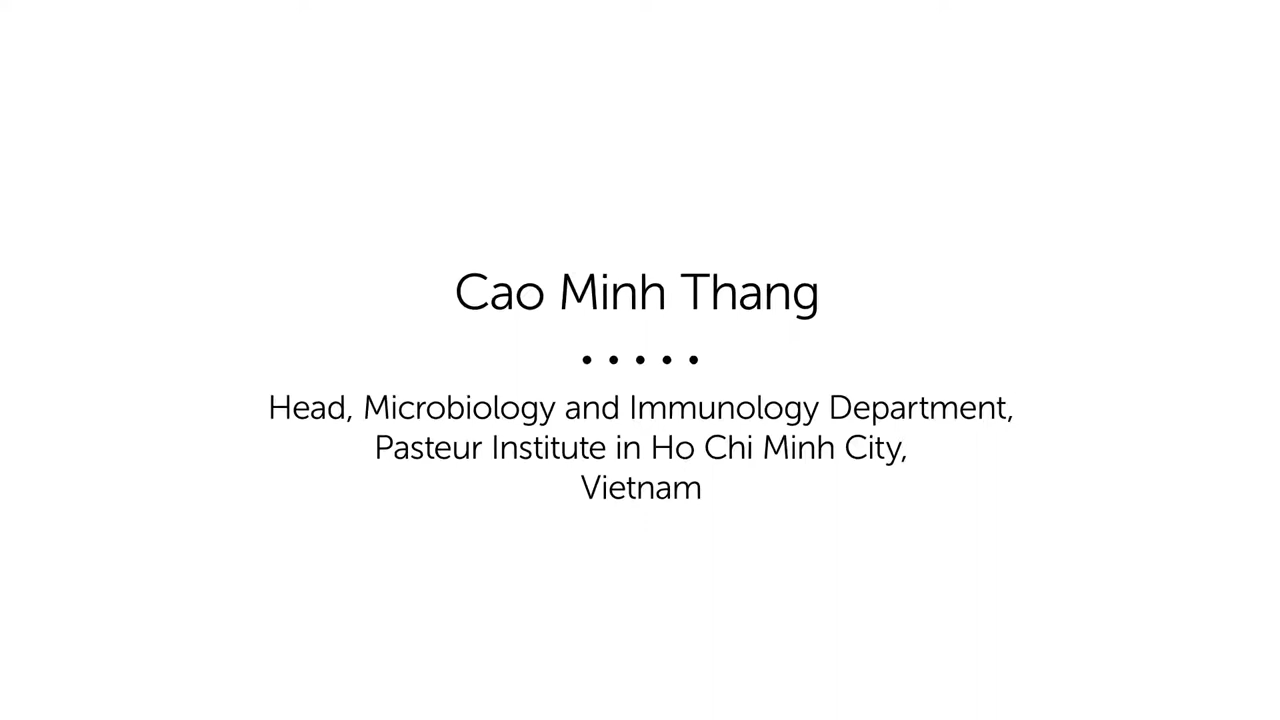 Cao Minh Thang
• • • • •
Head, Microbiology and Immunology Department,
Pasteur Institute in Ho Chi Minh City,
Vietnam